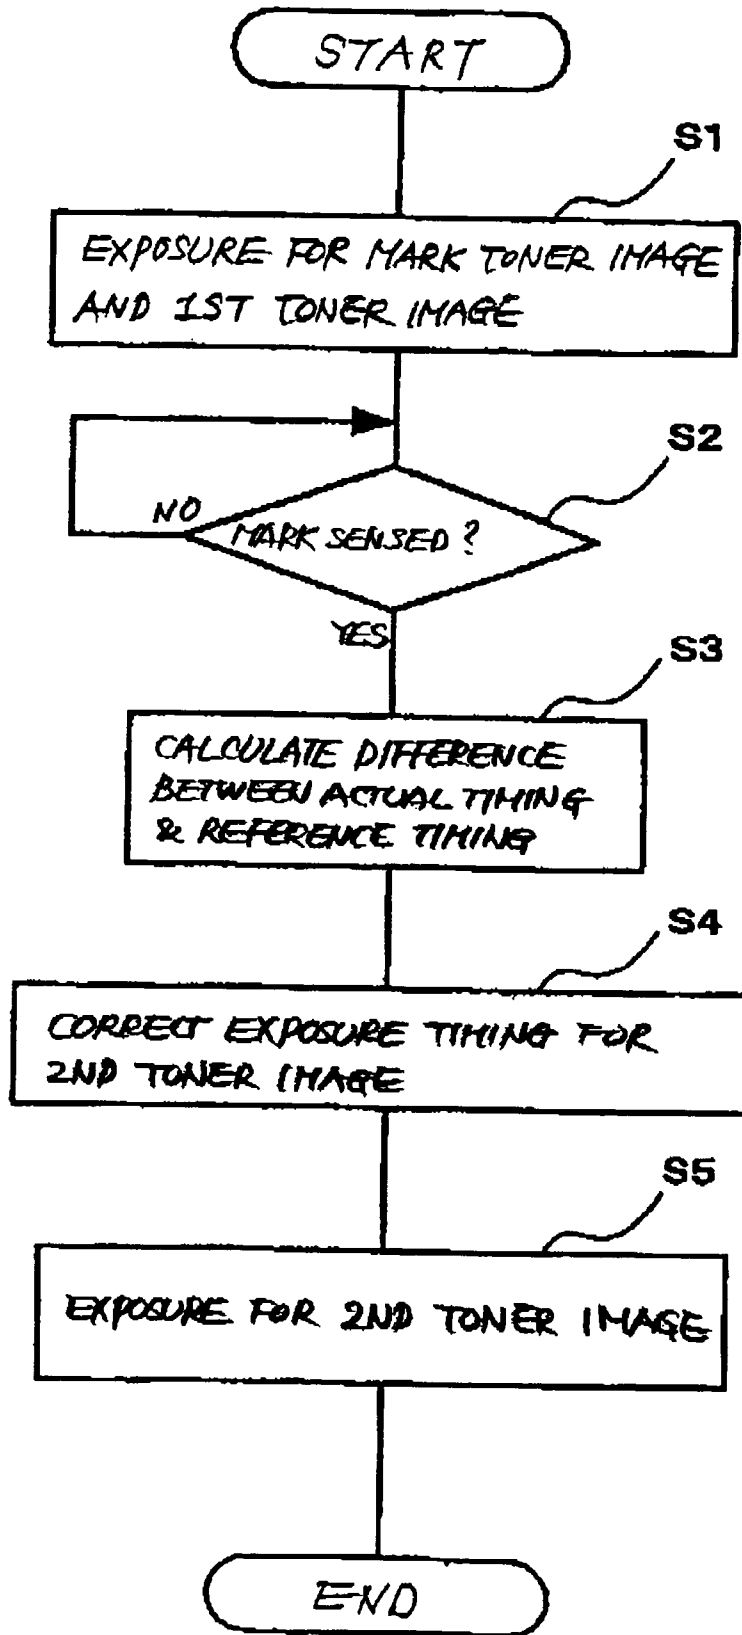 START
S1
EXPOSURE FOR MARK TONER IMAGE
AND 1ST TONER IMAGE
S2
NO
MARK SENSED?
YES
S3
CALCULATE DIFFERENCE
BETWEEN ACTUAL TIMING
& REFERENCE TIMING
S4
CORRECT EXPOSURE TIMING FOR
2ND TONER IMAGE
S5
EXPOSURE FOR 2ND TONER IMAGE
END